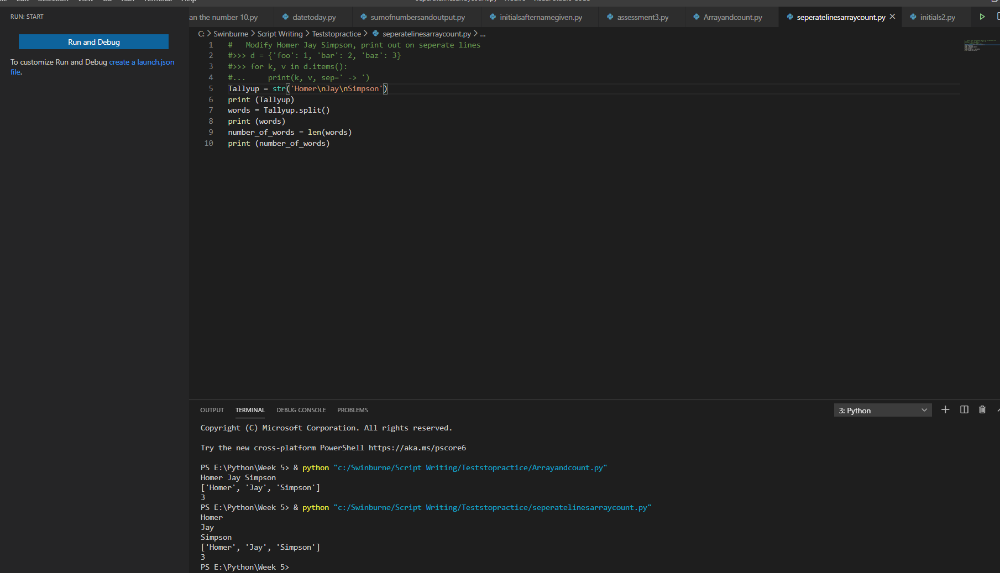 RUN: START
Run and Debug
To customize Run and Debug create a launch.json
file.
an the number 10.py datetoday.py sumofnumbersandoutput.py initialsafternamegiven.py assessment3.py Arrayandcount.py seperatelinesarraycount.py initials2.py
C: > Swinburne > Script Writing > Teststopractice > seperatelinesarraycount.py > ...
1 #   Modify Homer Jay Simpson, print out on seperate lines
2 #>>> d = {'foo': 1, 'bar': 2, 'baz': 3}
3 #>>> for k, v in d.items():
4 #...     print(k, v, sep=' -> ')
5 Tallyup = str('Homer\nJay\nSimpson')
6 print (Tallyup)
7 words = Tallyup.split()
8 print (words)
9 number_of_words = len(words)
10 print (number_of_words)
OUTPUT TERMINAL DEBUG CONSOLE PROBLEMS 3: Python
Copyright (C) Microsoft Corporation. All rights reserved.
Try the new cross-platform PowerShell https://aka.ms/pscore6
PS E:\Python\Week 5> & python "c:/Swinburne/Script Writing/Teststopractice/Arrayandcount.py"
Homer Jay Simpson
['Homer', 'Jay', 'Simpson']
3
PS E:\Python\Week 5> & python "c:/Swinburne/Script Writing/Teststopractice/seperatelinesarraycount.py"
Homer
Jay
Simpson
['Homer', 'Jay', 'Simpson']
3
PS E:\Python\Week 5>